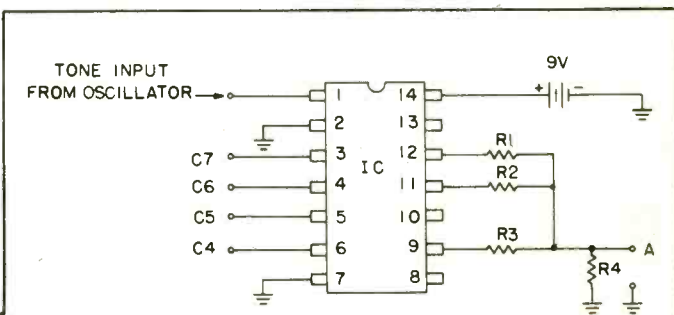 TONE INPUT
FROM OSCILLATOR
9V
+ -
1 14
2 13
C7 3 12 R1
IC
C6 4 11 R2
C5 5 10
C4 6 9 R3 A
R4
7 8